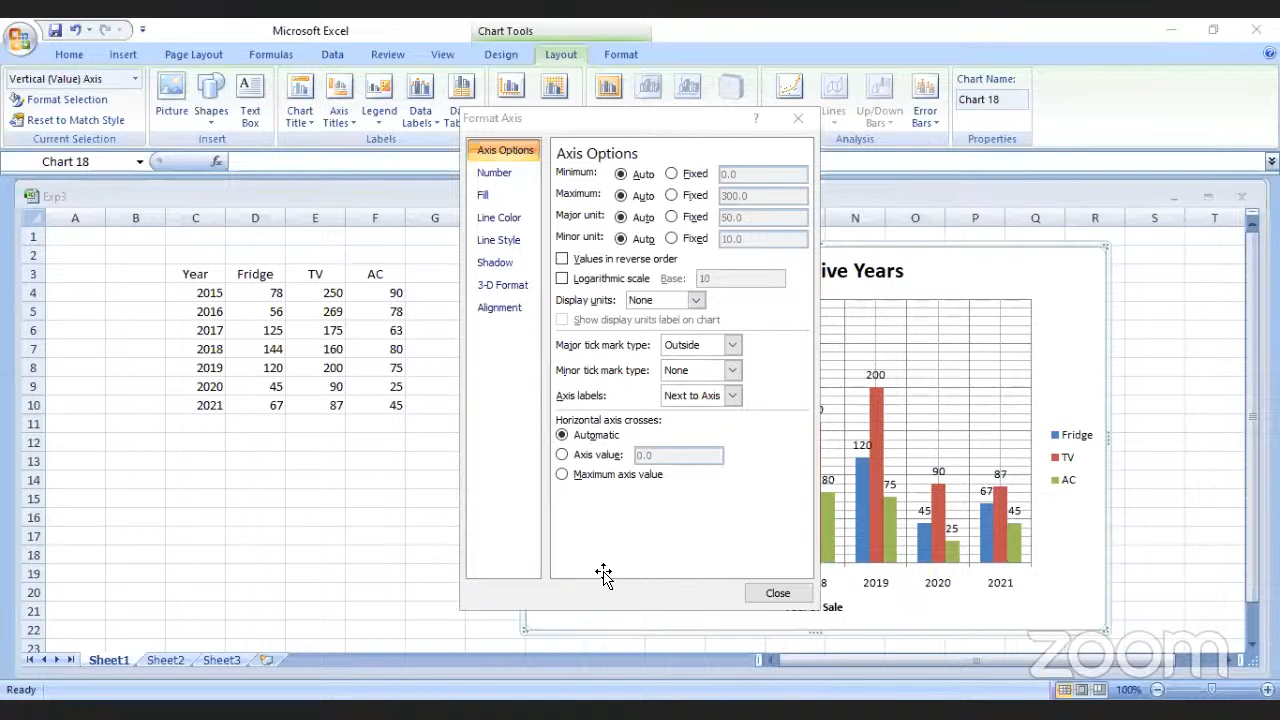 Microsoft Excel
Chart Tools
Home Insert Page Layout Formulas Data Review View Design Layout Format
Vertical (Value) Axis
Format Selection
Reset to Match Style
Current Selection
Picture
Shapes
Text
Box
Insert
Chart
Title
Axis
Titles
Legend
Data
Labels
Data
Labels
Lines
Up/Down
Bars
Error
Bars
Analysis
Chart Name:
Chart 18
Properties
Chart 18
fx
Exp3
A B C D E F G N O P Q R S T
1
2
3 Year Fridge TV AC
4 2015 78 250 90
5 2016 56 269 78
6 2017 125 175 63
7 2018 144 160 80
8 2019 120 200 75
9 2020 45 90 25
10 2021 67 87 45
11
12
13
14
15
16
17
18
19
20
21
22
23
Format Axis
?
Axis Options
Number
Fill
Line Color
Line Style
Shadow
3-D Format
Alignment
Axis Options
Minimum: Auto Fixed 0.0
Maximum: Auto Fixed 300.0
Major unit: Auto Fixed 50.0
Minor unit: Auto Fixed 10.0
Values in reverse order
Logarithmic scale Base: 10
Display units: None
Show display units label on chart
Major tick mark type: Outside
Minor tick mark type: None
Axis labels: Next to Axis
Horizontal axis crosses:
Automatic
Axis value: 0.0
Maximum axis value
Close
Years
200
120
75
80
90
45
25
87
67
45
2019 2020 2021
Sale
Fridge
TV
AC
Sheet1 Sheet2 Sheet3
Ready
100%
zoom